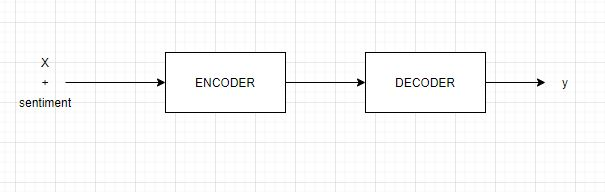 X
+
sentiment
ENCODER
DECODER
y